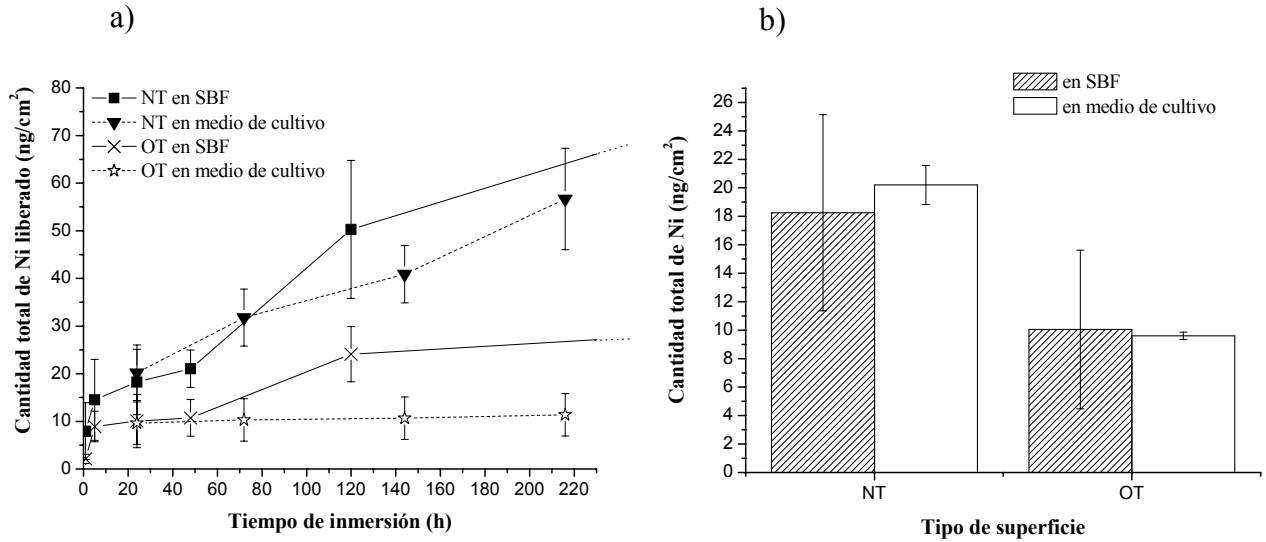 a)
Cantidad total de Ni liberado (ng/cm²)
80
70
60
50
40
30
20
10
0
NT en SBF
NT en medio de cultivo
OT en SBF
OT en medio de cultivo
0 20 40 60 80 100 120 140 160 180 200 220
Tiempo de inmersión (h)
b)
Cantidad total de Ni (ng/cm²)
26
24
22
20
18
16
14
12
10
8
6
4
2
0
en SBF
en medio de cultivo
NT OT
Tipo de superficie